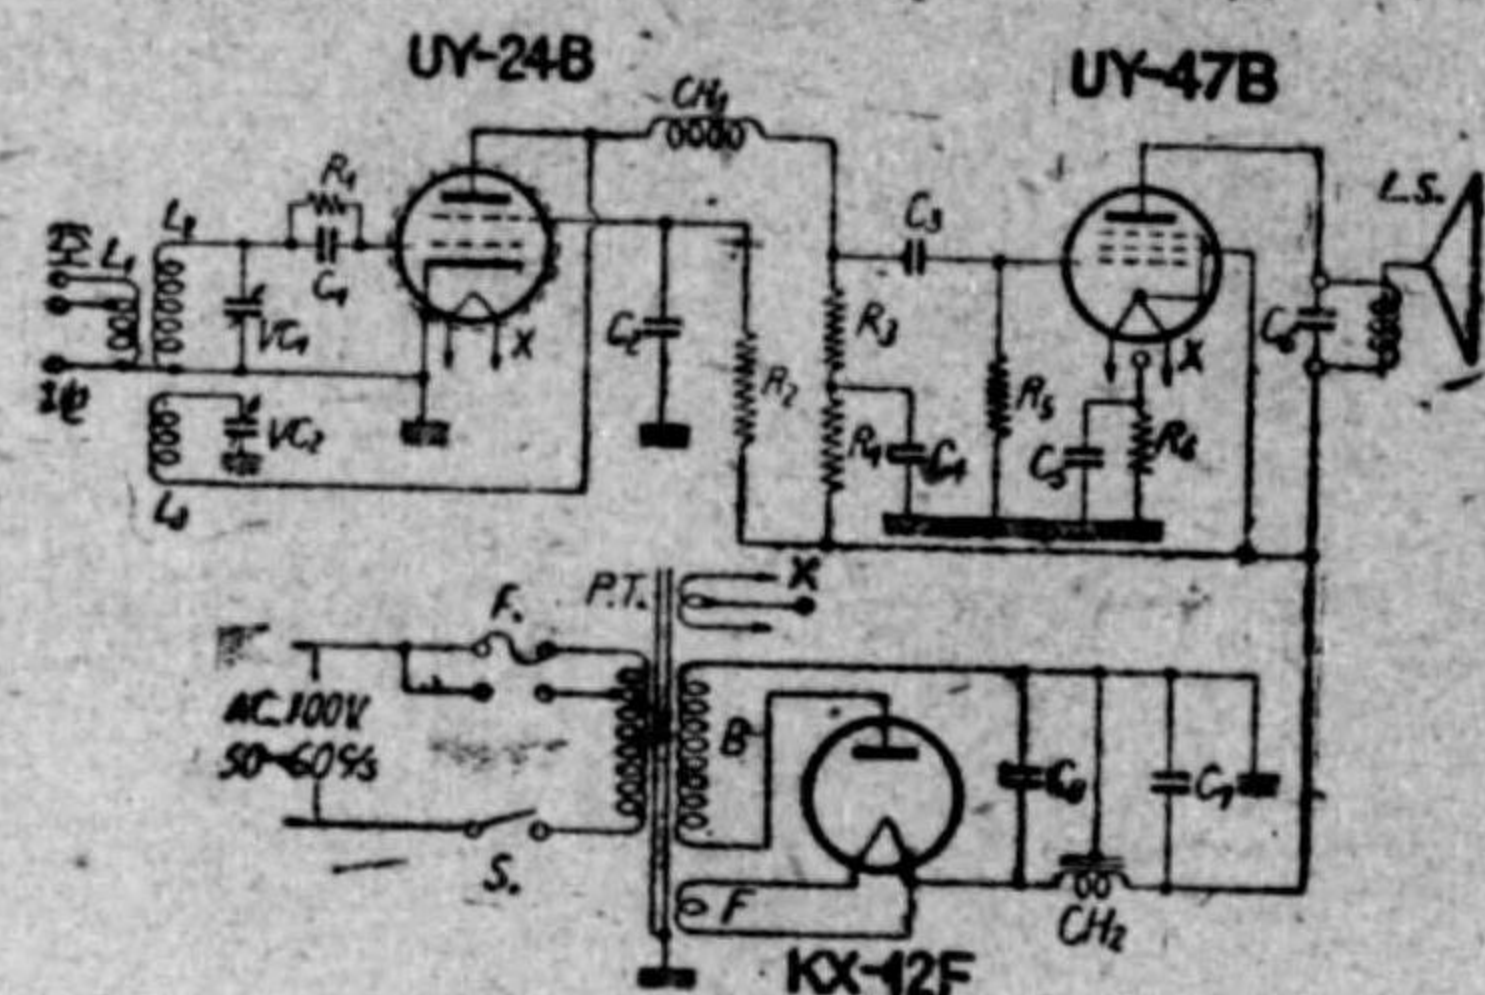 UY-24B
UY-47B
CH₁
L.S.
R₁
L₁
L₂
C₃
C₁
VC₁
X
C₂
R₂
R₃
R₅
X
C₆
VC₂
R₄
C₄
C₅
R₆
L₃
P.T.
X
F.
AC.100V
50-60c/s
B
C₈
C₇
S.
F
CH₂
KX-12F